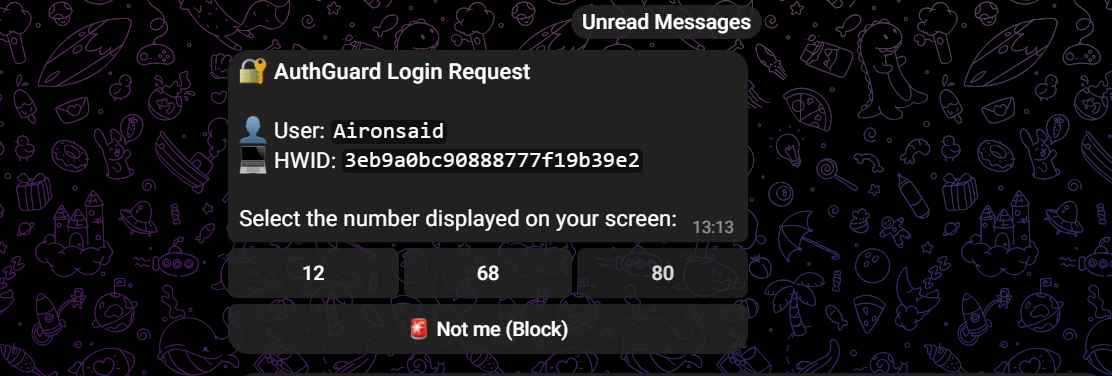 Unread Messages
🔐 AuthGuard Login Request
👤 User: Aironsaid
💻 HWID: 3eb9a0bc90888777f19b39e2
Select the number displayed on your screen: 13:13
12 68 80
🚨 Not me (Block)